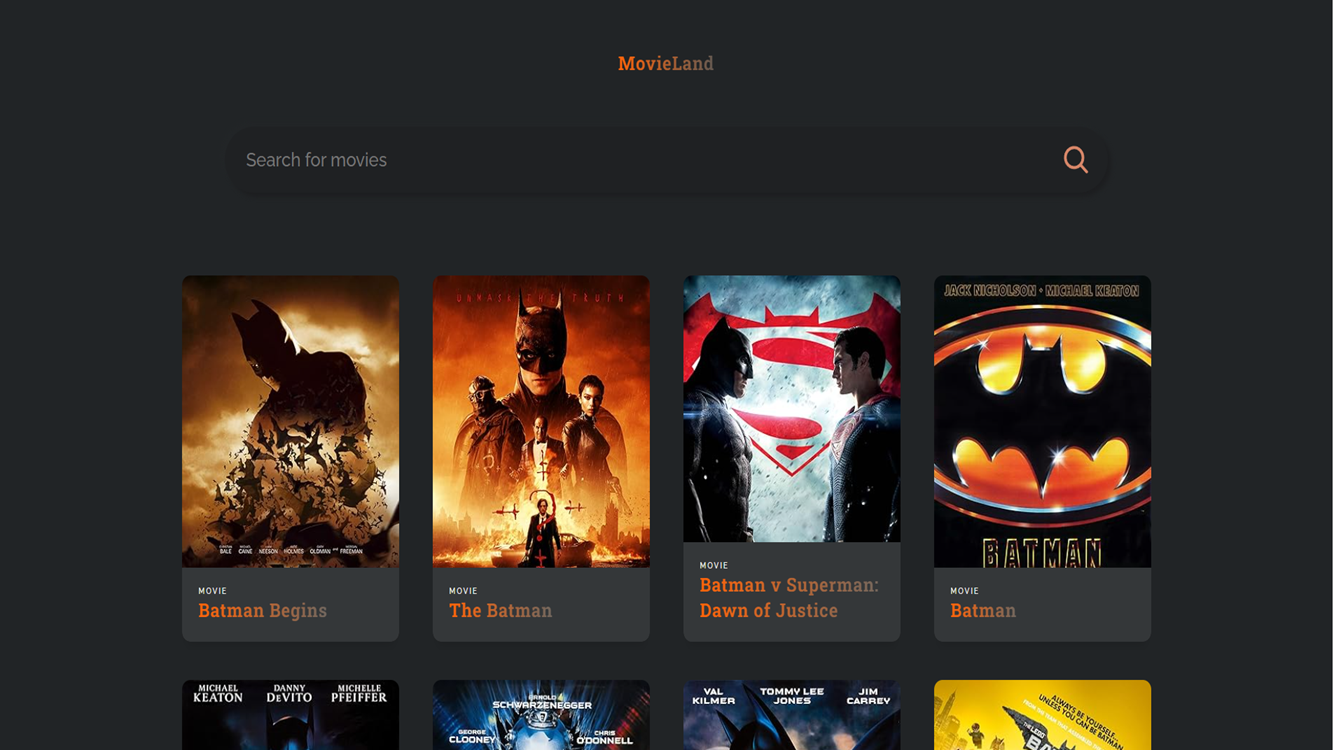 MovieLand
Search for movies
UNMASK THE TRUTH
JACK NICHOLSON • MICHAEL KEATON
BALE CAINE NEESON HOLMES OLDMAN FREEMAN
BATMAN
MOVIE
Batman Begins
MOVIE
The Batman
MOVIE
Batman v Superman:
Dawn of Justice
MOVIE
Batman
MICHAEL KEATON
DANNY DEVITO
MICHELLE PFEIFFER
ARNOLD SCHWARZENEGGER
GEORGE CLOONEY
CHRIS O'DONNELL
VAL KILMER
TOMMY LEE JONES
JIM CARREY
ALWAYS BE YOURSELF.
UNLESS YOU CAN BE BATMAN.